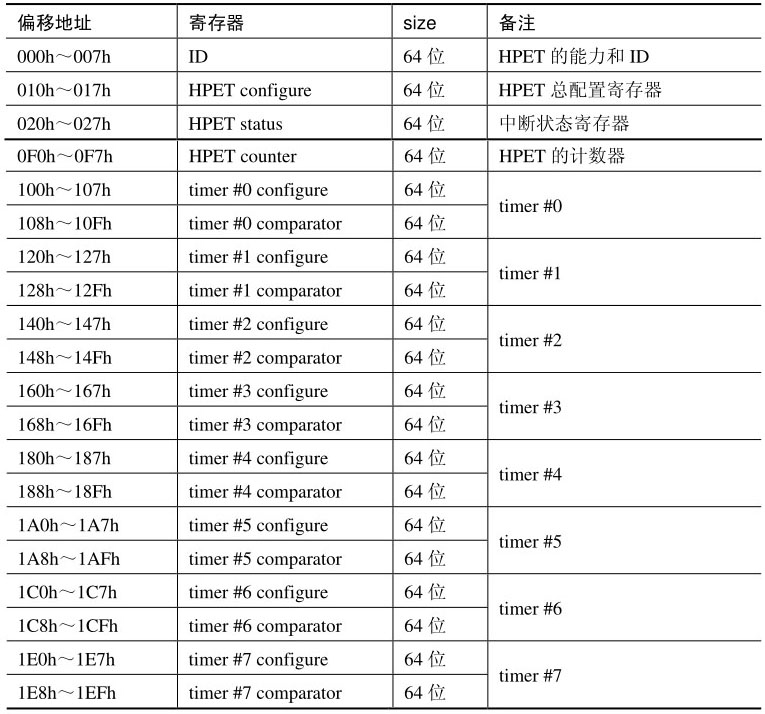 偏移地址 寄存器 size 备注
000h～007h ID 64 位 HPET 的能力和 ID
010h～017h HPET configure 64 位 HPET 总配置寄存器
020h～027h HPET status 64 位 中断状态寄存器
0F0h～0F7h HPET counter 64 位 HPET 的计数器
100h～107h timer #0 configure 64 位
timer #0
108h～10Fh timer #0 comparator 64 位
120h～127h timer #1 configure 64 位
timer #1
128h～12Fh timer #1 comparator 64 位
140h～147h timer #2 configure 64 位
timer #2
148h～14Fh timer #2 comparator 64 位
160h～167h timer #3 configure 64 位
timer #3
168h～16Fh timer #3 comparator 64 位
180h～187h timer #4 configure 64 位
timer #4
188h～18Fh timer #4 comparator 64 位
1A0h～1A7h timer #5 configure 64 位
timer #5
1A8h～1AFh timer #5 comparator 64 位
1C0h～1C7h timer #6 configure 64 位
timer #6
1C8h～1CFh timer #6 comparator 64 位
1E0h～1E7h timer #7 configure 64 位
timer #7
1E8h～1EFh timer #7 comparator 64 位